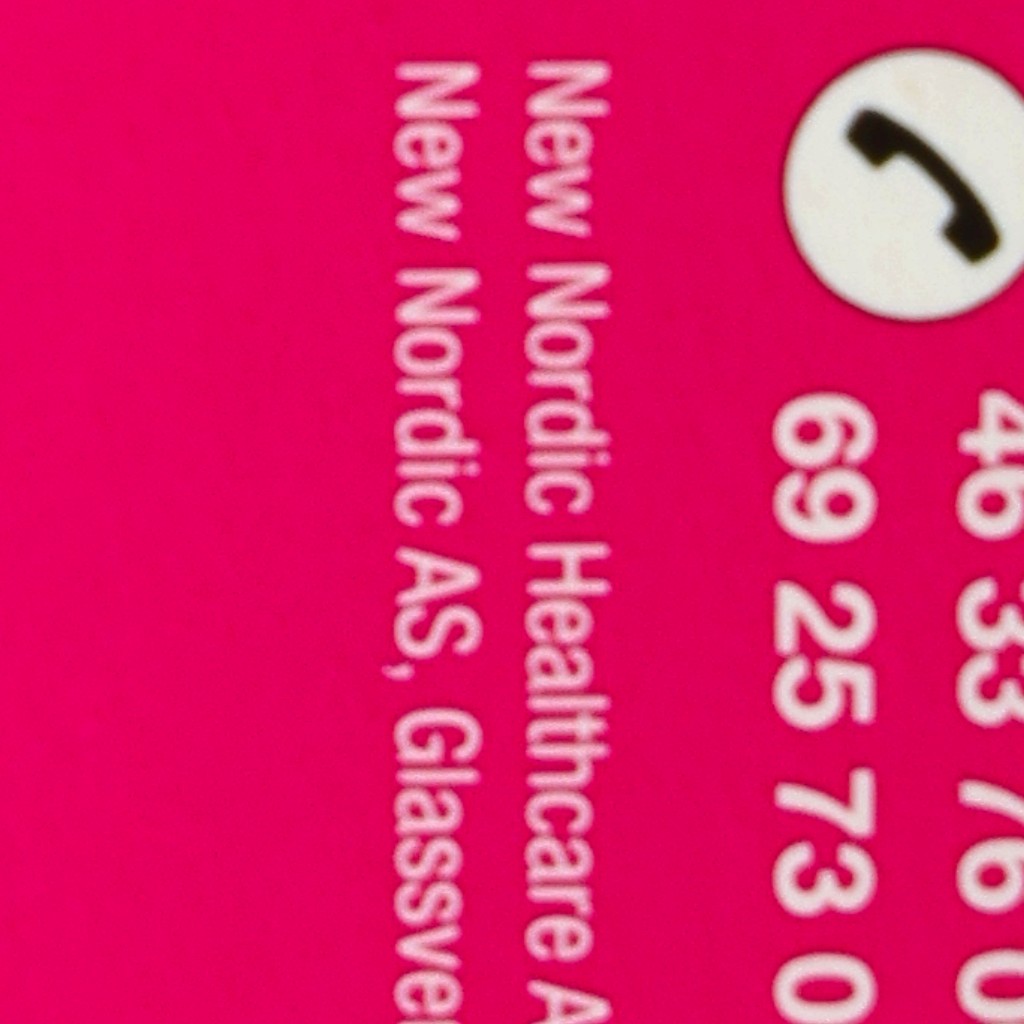 46 33 76 0
69 25 73 0
New Nordic Healthcare A
New Nordic AS, Glassve